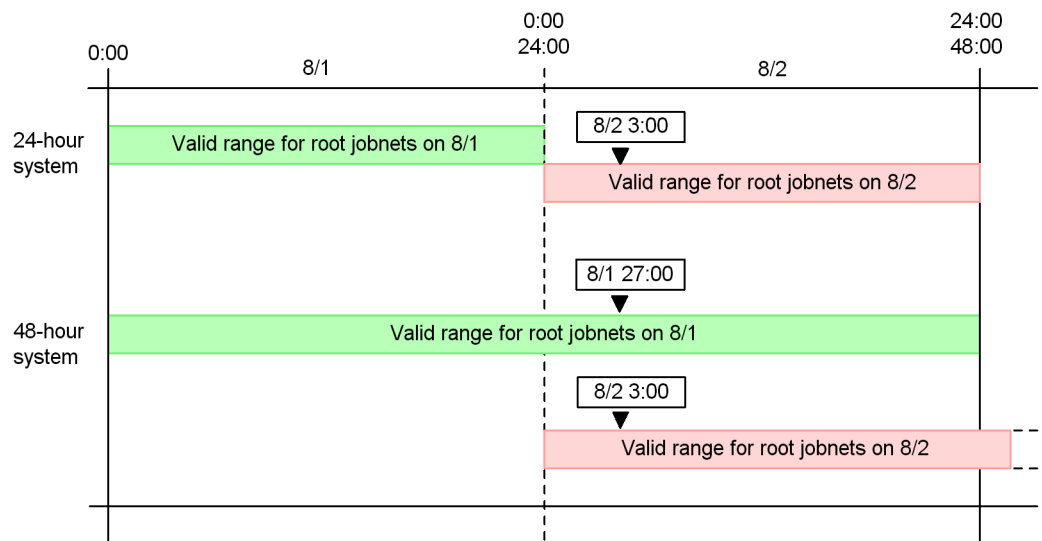 0:00
0:00
24:00
24:00
48:00
8/1
8/2
24-hour
system
8/2 3:00
Valid range for root jobnets on 8/1
Valid range for root jobnets on 8/2
8/1 27:00
48-hour
system
Valid range for root jobnets on 8/1
8/2 3:00
Valid range for root jobnets on 8/2